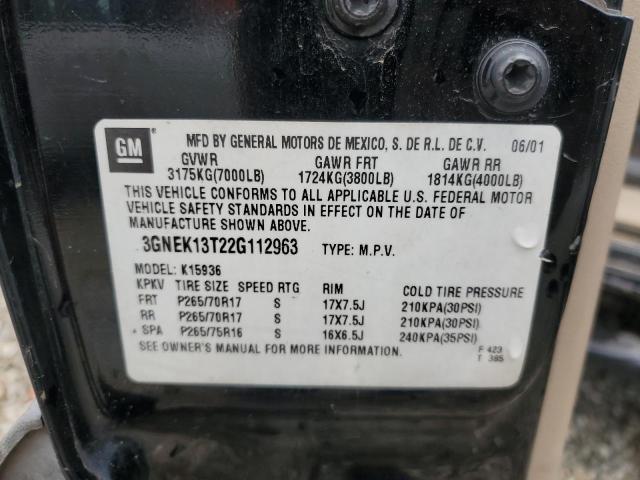 GM
MFD BY GENERAL MOTORS DE MEXICO, S. DE R.L. DE C.V. 06/01
GVWR GAWR FRT GAWR RR
3175KG(7000LB) 1724KG(3800LB) 1814KG(4000LB)
THIS VEHICLE CONFORMS TO ALL APPLICABLE U.S. FEDERAL MOTOR
VEHICLE SAFETY STANDARDS IN EFFECT ON THE DATE OF
MANUFACTURE SHOWN ABOVE.
3GNEK13T22G112963 TYPE: M.P.V.
MODEL: K15936
KPKV TIRE SIZE SPEED RTG RIM COLD TIRE PRESSURE
FRT P265/70R17 S 17X7.5J 210KPA(30PSI)
RR P265/70R17 S 17X7.5J 210KPA(30PSI)
SPA P265/75R16 S 16X6.5J 240KPA(35PSI)
SEE OWNER'S MANUAL FOR MORE INFORMATION.
F 423
T 385